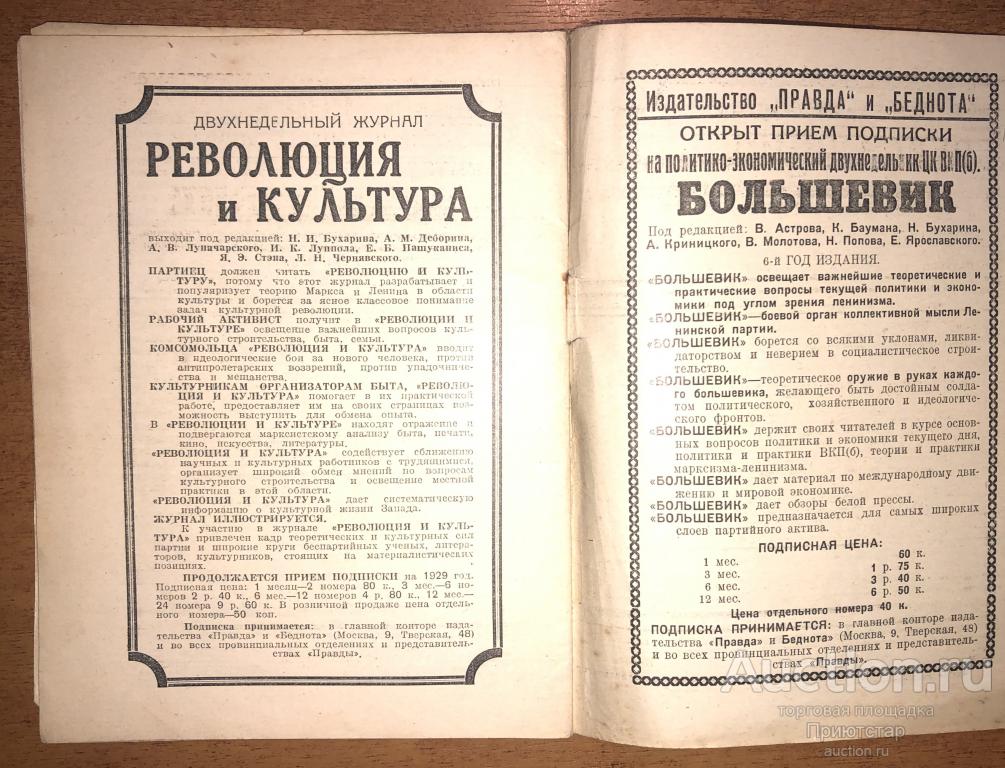 ДВУХНЕДЕЛЬНЫЙ ЖУРНАЛ
РЕВОЛЮЦИЯ
и КУЛЬТУРА
выходит под редакцией: Н. И. Бухарина, А. М. Деборина,
А. В. Луначарского, И. К. Луппола, Е. Б. Пашуканиса,
Я. Э. Стэна, Л. Н. Чернявского.
ПАРТИЕЦ должен читать «РЕВОЛЮЦИЮ И КУЛЬ-
ТУРУ», потому что этот журнал разрабатывает и
популяризует теорию Маркса и Ленина в области
культуры и борется за ясное классовое понимание
задач культурной революции.
РАБОЧИЙ АКТИВИСТ получит в «РЕВОЛЮЦИИ И
КУЛЬТУРЕ» освещение важнейших вопросов куль-
турного строительства, быта, семьи.
КОМСОМОЛЬЦА «РЕВОЛЮЦИЯ И КУЛЬТУРА» вводит
в идеологические бои за нового человека, против
антипролетарских воззрений, против упадочниче-
ства и мещанства.
КУЛЬТУРНИКАМ ОРГАНИЗАТОРАМ БЫТА, «РЕВОЛЮ-
ЦИЯ И КУЛЬТУРА» помогает в их практической
работе, предоставляет им на своих страницах воз-
можность выступить для обмена опыта.
В «РЕВОЛЮЦИИ И КУЛЬТУРЕ» находят отражение и
подвергаются марксистскому анализу быта, печати,
кино, искусства, литературы.
«РЕВОЛЮЦИЯ И КУЛЬТУРА» содействует сближению
научных и культурных работников с трудящимися,
организует широкий обмен мнений по вопросам
культурного строительства и освещение местной
практики в этой области.
«РЕВОЛЮЦИЯ И КУЛЬТУРА» дает систематическую
информацию о культурной жизни Запада.
ЖУРНАЛ ИЛЛЮСТРИРУЕТСЯ.
К участию в журнале «РЕВОЛЮЦИЯ И КУЛЬ-
ТУРА» привлечен кадр теоретических и культурных сил
партии и широкие круги беспартийных ученых, литера-
торов, культурников, стоящих на материалистических
позициях.
ПРОДОЛЖАЕТСЯ ПРИЕМ ПОДПИСКИ на 1929 год.
Подписная цена: 1 месяц—2 номера 80 к., 3 мес.—6 но-
меров 2 р. 40 к., 6 мес.—12 номеров 4 р. 80 к., 12 мес.—
24 номера 9 р. 60 к. В розничной продаже цена отдель-
ного номера—50 коп.
Подписка принимается: в главной конторе изда-
тельства «Правда» и «Беднота» (Москва, 9, Тверская, 48)
и во всех провинциальных отделениях и представитель-
ствах «Правды».
Издательство „ПРАВДА“ и „БЕДНОТА“
ОТКРЫТ ПРИЕМ ПОДПИСКИ
на политико-экономический двухнедельник ЦК ВКП(б).
БОЛЬШЕВИК
Под редакцией: В. Астрова, К. Баумана, Н. Бухарина,
А. Криницкого, В. Молотова, Н. Попова, Е. Ярославского.
6-й ГОД ИЗДАНИЯ.
«БОЛЬШЕВИК» освещает важнейшие теоретические и
практические вопросы текущей политики и эконо-
мики под углом зрения ленинизма.
«БОЛЬШЕВИК»—боевой орган коллективной мысли Ле-
нинской партии.
«БОЛЬШЕВИК» борется со всякими уклонами, ликви-
даторством и неверием в социалистическое строи-
тельство.
«БОЛЬШЕВИК»—теоретическое оружие в руках каждо-
го большевика, желающего быть достойным солда-
том политического, хозяйственного и идеологиче-
ского фронтов.
«БОЛЬШЕВИК» держит своих читателей в курсе основ-
ных вопросов политики и экономики текущего дня,
политики и практики ВКП(б), теории и практики
марксизма-ленинизма.
«БОЛЬШЕВИК» дает материал по международному дви-
жению и мировой экономике.
«БОЛЬШЕВИК» дает обзоры белой прессы.
«БОЛЬШЕВИК» предназначается для самых широких
слоев партийного актива.
ПОДПИСНАЯ ЦЕНА:
1 мес. 60 к.
3 мес. 1 р. 75 к.
6 мес. 3 р. 40 к.
12 мес. 6 р. 50 к.
Цена отдельного номера 40 к.
ПОДПИСКА ПРИНИМАЕТСЯ: в главной конторе изда-
тельства «Правда» и Беднота» (Москва, 9, Тверская, 48)
и во всех провинциальных отделениях и представитель-
ствах «Правды».
Auction.ru
торговая площадка
Приютстар
auction.ru